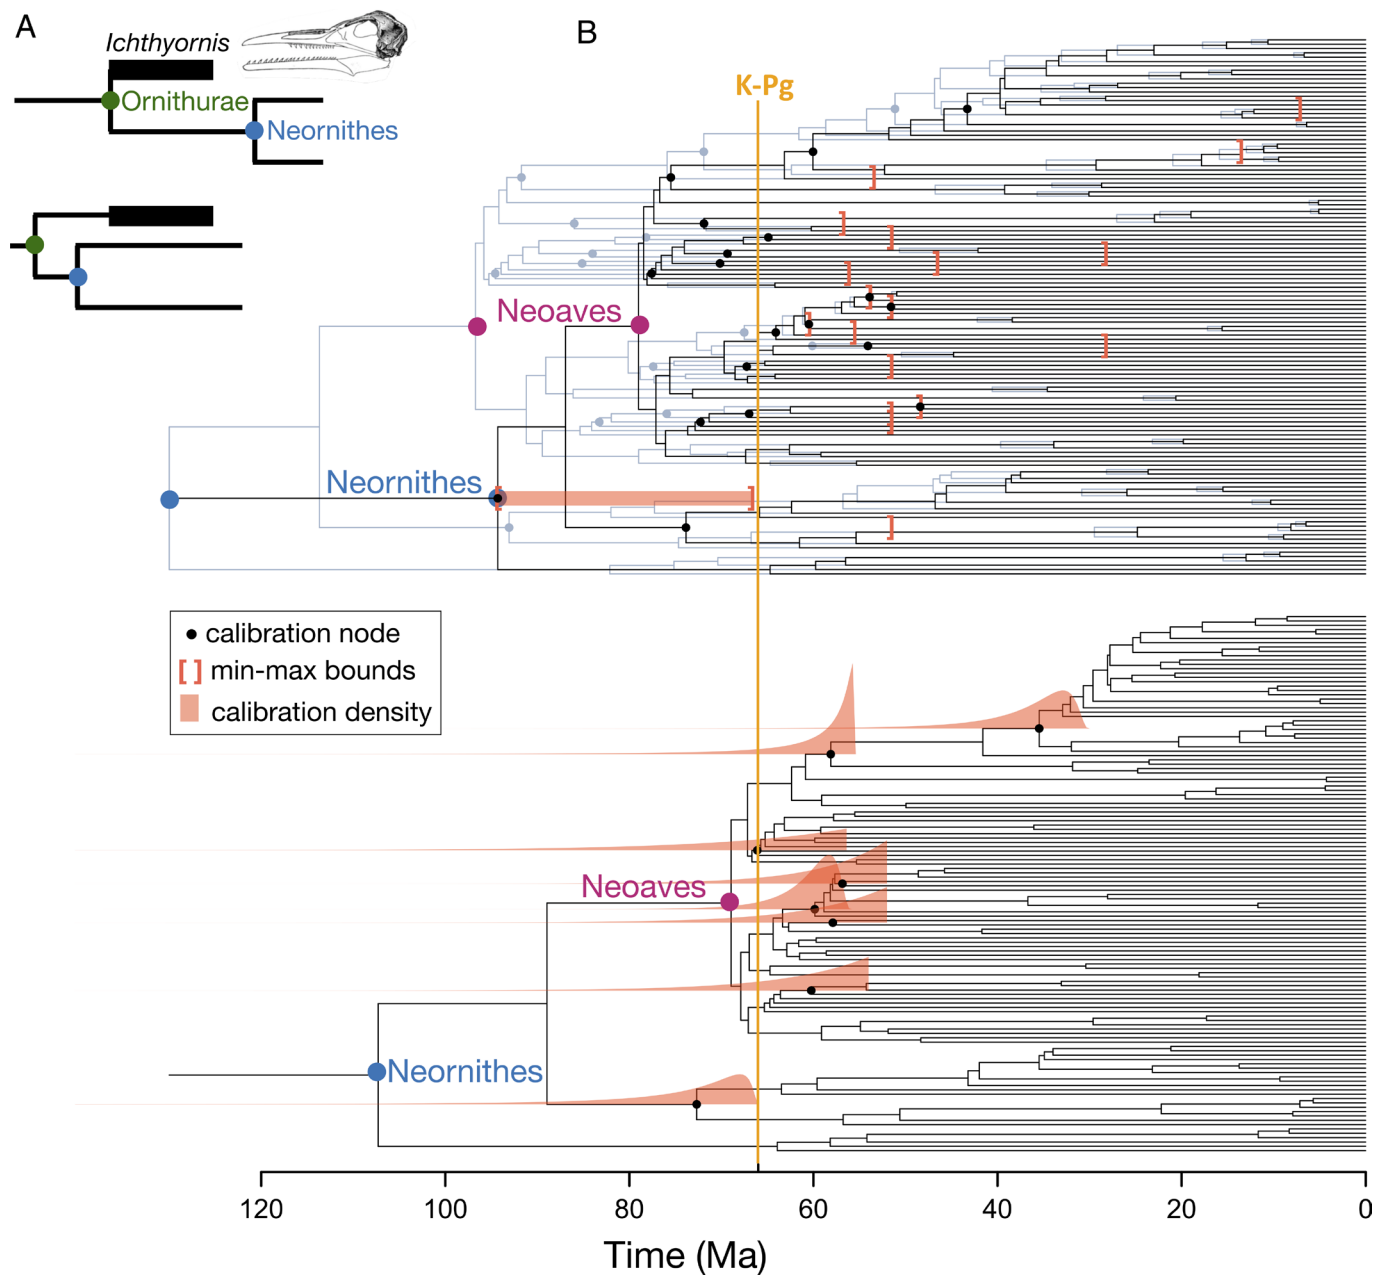 A
Ichthyornis
Ornithurae
Neornithes
B
K-Pg
Neoaves
Neornithes
calibration node
[ ] min-max bounds
calibration density
Neoaves
Neornithes
120 100 80 60 40 20 0
Time (Ma)